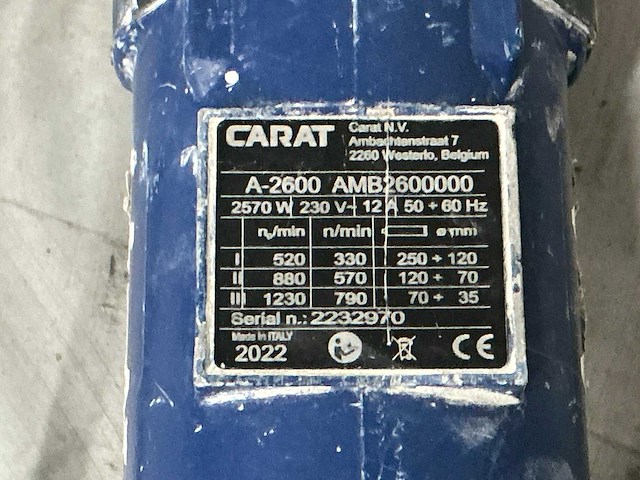 CARAT
Carat N.V.
Ambachtenstraat 7
2260 Westerlo, Belgium
A-2600 AMB2600000
2570 W 230 V~ 12 A 50 ÷ 60 Hz
n₀/min n/min ø mm
I 520 330 250 ÷ 120
II 880 570 120 ÷ 70
III 1230 790 70 ÷ 35
Serial n.: 2232970
Made in ITALY
2022 CE